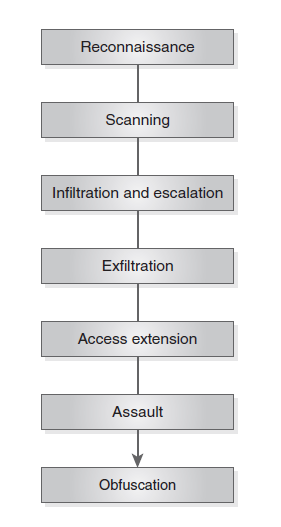 Reconnaissance
Scanning
Infiltration and escalation
Exfiltration
Access extension
Assault
Obfuscation